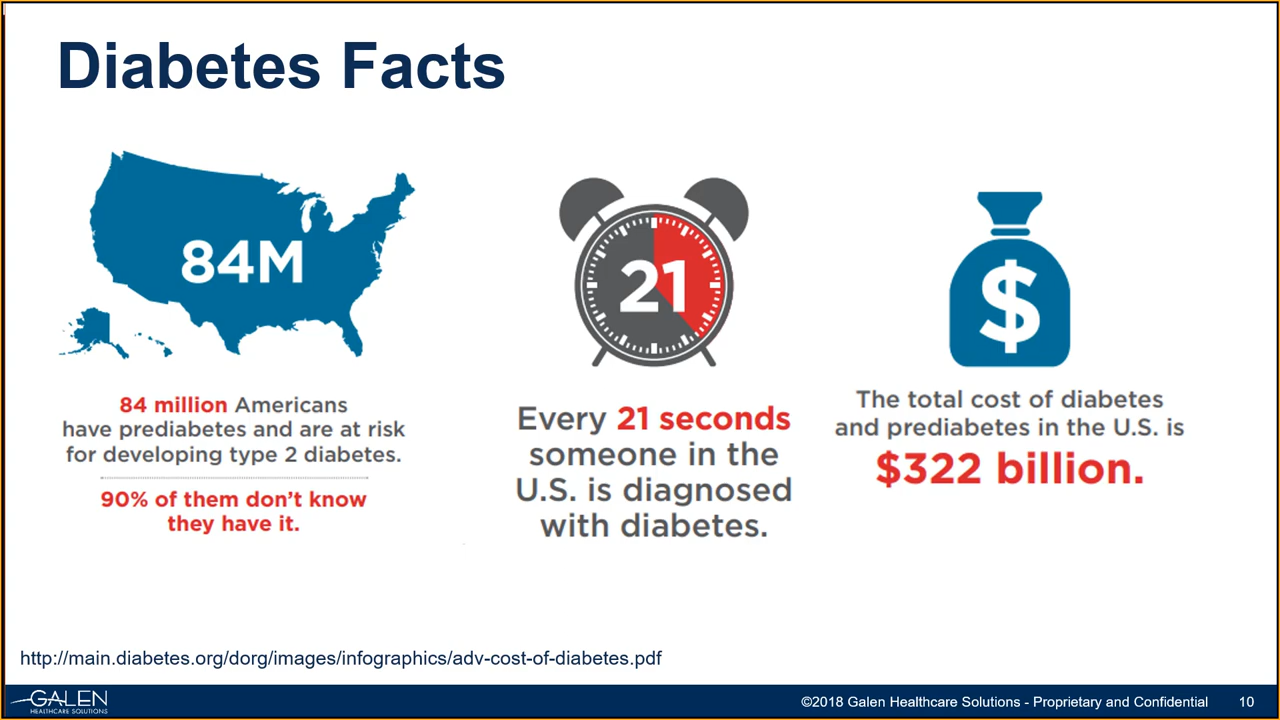 Diabetes Facts
84M
84 million Americans
have prediabetes and are at risk
for developing type 2 diabetes.
90% of them don't know
they have it.
21
Every 21 seconds
someone in the
U.S. is diagnosed
with diabetes.
$
The total cost of diabetes
and prediabetes in the U.S. is
$322 billion.
http://main.diabetes.org/dorg/images/infographics/adv-cost-of-diabetes.pdf
GALEN
HEALTHCARE SOLUTIONS
©2018 Galen Healthcare Solutions - Proprietary and Confidential
10